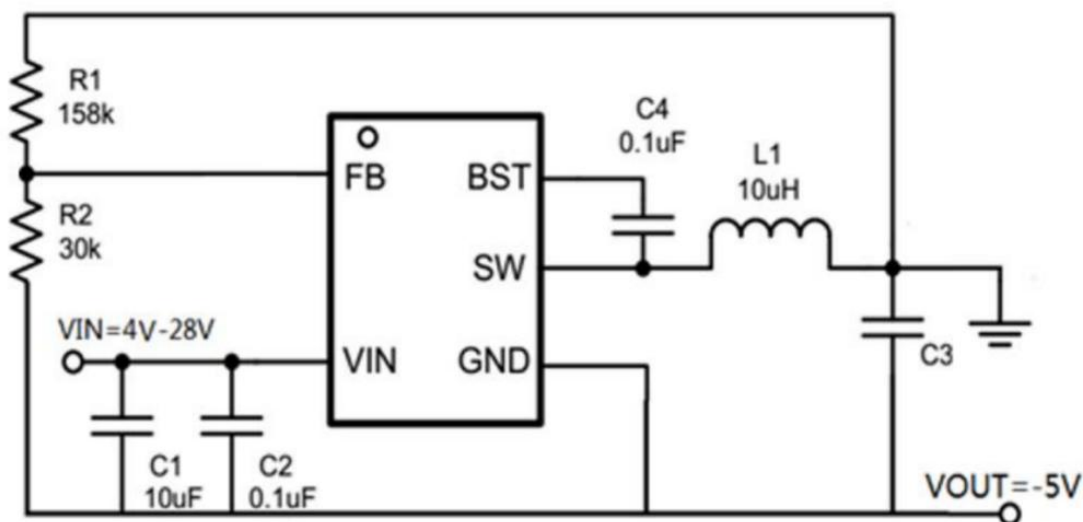 R1
158k
C4
0.1uF
L1
10uH
FB
BST
R2
30k
SW
VIN=4V-28V
VIN
GND
C3
C1
10uF
C2
0.1uF
VOUT=-5V